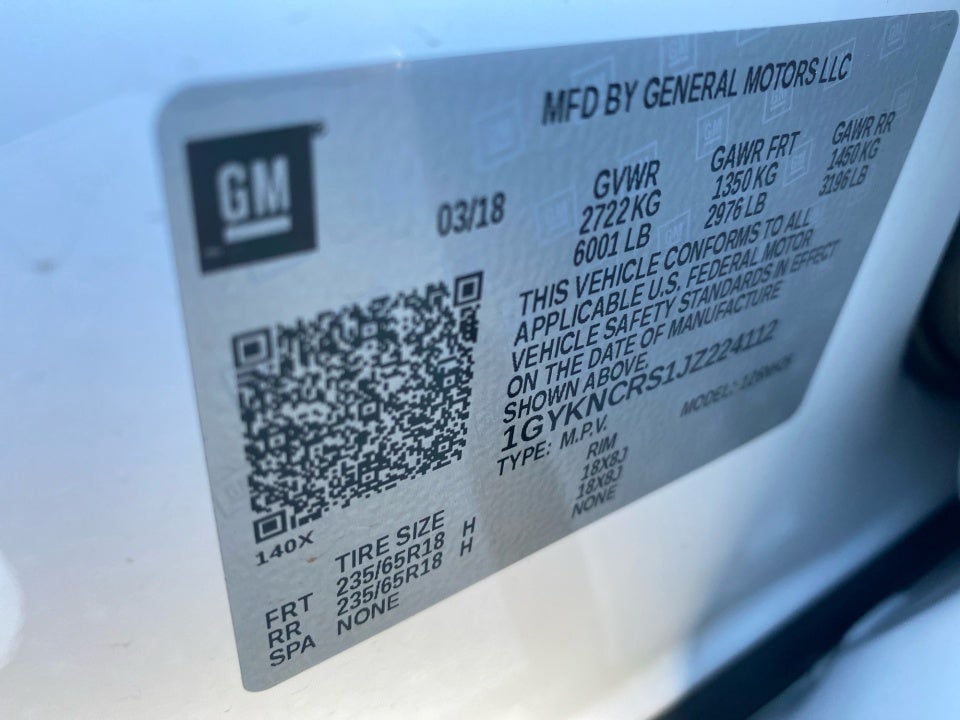 MFD BY GENERAL MOTORS LLC
GM
03/18
GVWR
2722 KG
6001 LB
GAWR FRT
1350 KG
2976 LB
GAWR RR
1450 KG
3196 LB
THIS VEHICLE CONFORMS TO ALL
APPLICABLE U.S. FEDERAL MOTOR
VEHICLE SAFETY STANDARDS IN EFFECT
ON THE DATE OF MANUFACTURE
SHOWN ABOVE.
1GYKNCRS1JZ224112
TYPE: M.P.V. MODEL:
140X
TIRE SIZE RIM
FRT 235/65R18 H 18X8J
RR 235/65R18 H 18X8J
SPA NONE NONE